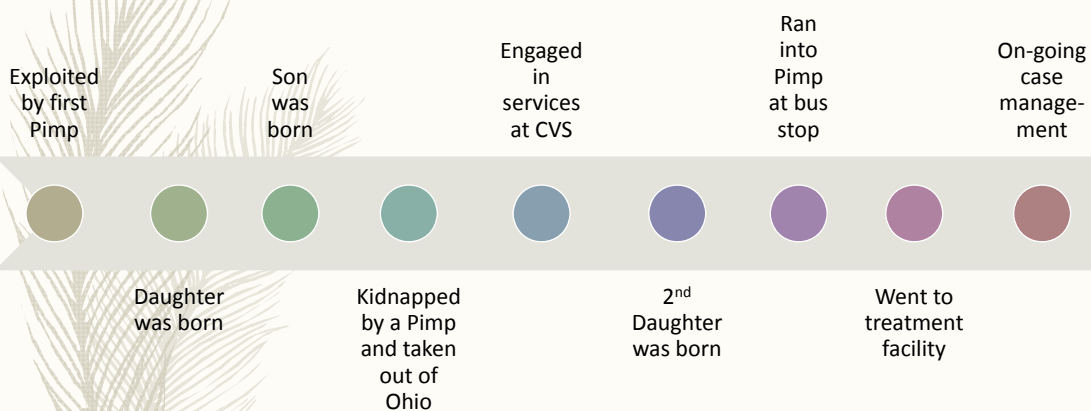 Exploited
by first
Pimp
Daughter
was born
Son
was
born
Kidnapped
by a Pimp
and taken
out of
Ohio
Engaged
in
services
at CVS
2nd
Daughter
was born
Ran
into
Pimp
at bus
stop
Went to
treatment
facility
On-going
case
manage-
ment